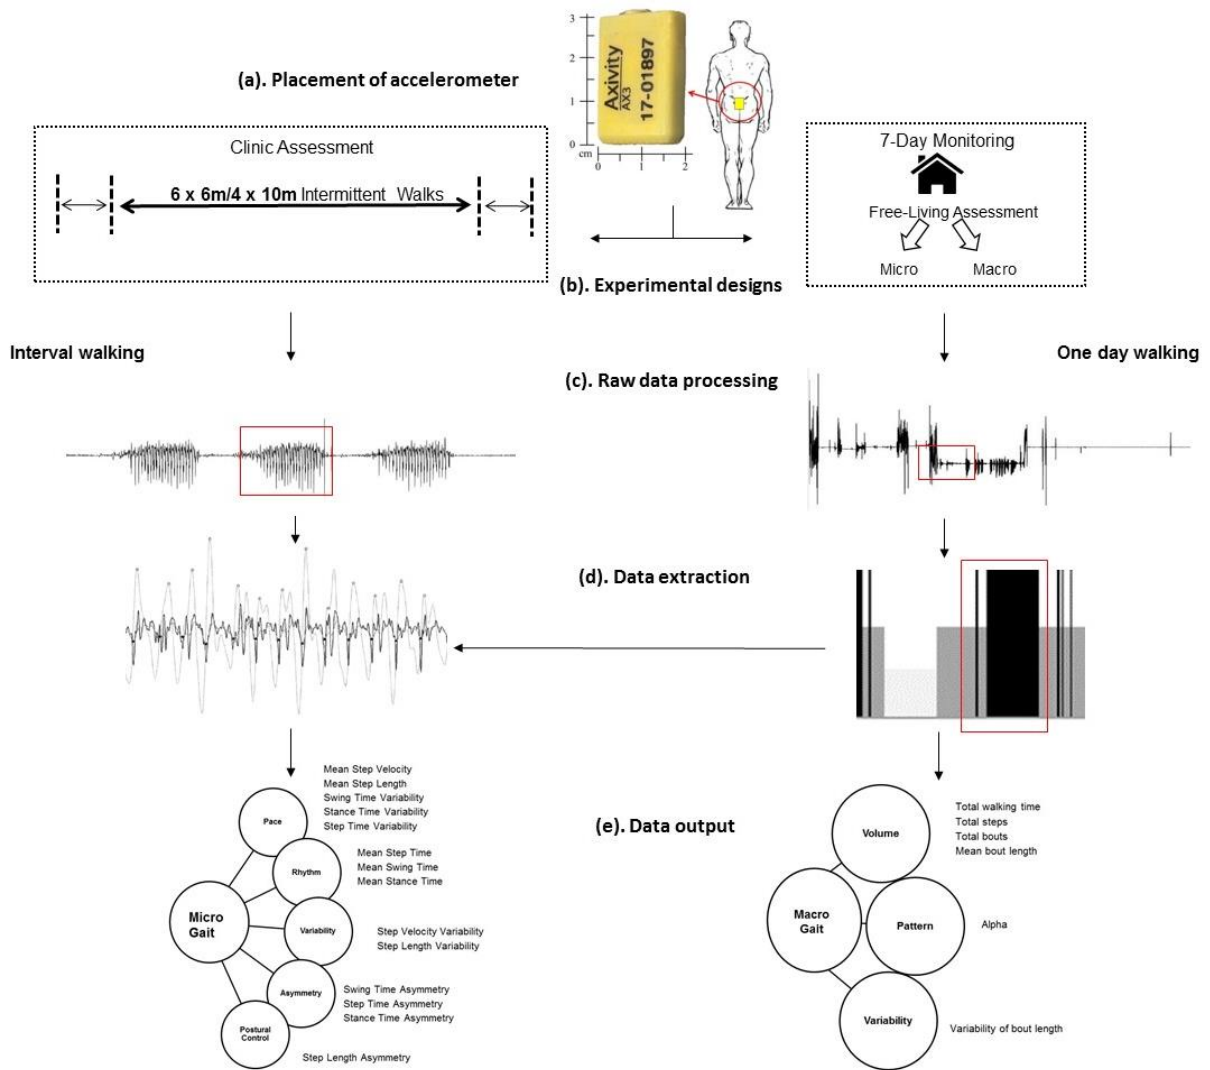 (a). Placement of accelerometer
3
2
1
0
cm
0
1
2
Axivity
AX3
17-01897
Clinic Assessment
6 x 6m/4 x 10m Intermittent Walks
7-Day Monitoring
Free-Living Assessment
Micro
Macro
(b). Experimental designs
Interval walking
One day walking
(c). Raw data processing
(d). Data extraction
(e). Data output
Micro
Gait
Pace
Mean Step Velocity
Mean Step Length
Swing Time Variability
Stance Time Variability
Step Time Variability
Rhythm
Mean Step Time
Mean Swing Time
Mean Stance Time
Variability
Step Velocity Variability
Step Length Variability
Asymmetry
Swing Time Asymmetry
Step Time Asymmetry
Stance Time Asymmetry
Postural
Control
Step Length Asymmetry
Macro
Gait
Volume
Total walking time
Total steps
Total bouts
Mean bout length
Pattern
Alpha
Variability
Variability of bout length